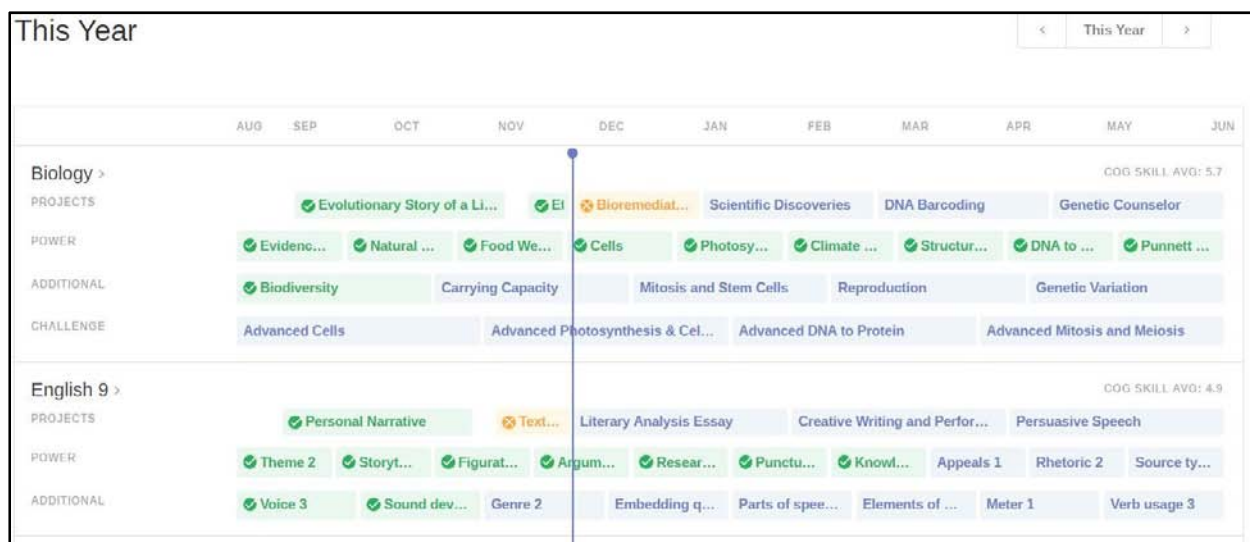 This Year
< This Year >
AUG SEP OCT NOV DEC JAN FEB MAR APR MAY JUN
Biology >
COG SKILL AVG: 5.7
PROJECTS Evolutionary Story of a Li... El Bioremediat... Scientific Discoveries DNA Barcoding Genetic Counselor
POWER Evidenc... Natural ... Food We... Cells Photosy... Climate ... Structur... DNA to ... Punnett ...
ADDITIONAL Biodiversity Carrying Capacity Mitosis and Stem Cells Reproduction Genetic Variation
CHALLENGE Advanced Cells Advanced Photosynthesis & Cel... Advanced DNA to Protein Advanced Mitosis and Meiosis
English 9 >
COG SKILL AVG: 4.9
PROJECTS Personal Narrative Text... Literary Analysis Essay Creative Writing and Perfor... Persuasive Speech
POWER Theme 2 Storyt... Figurat... Argum... Resear... Punctu... Knowl... Appeals 1 Rhetoric 2 Source ty...
ADDITIONAL Voice 3 Sound dev... Genre 2 Embedding q... Parts of spee... Elements of ... Meter 1 Verb usage 3